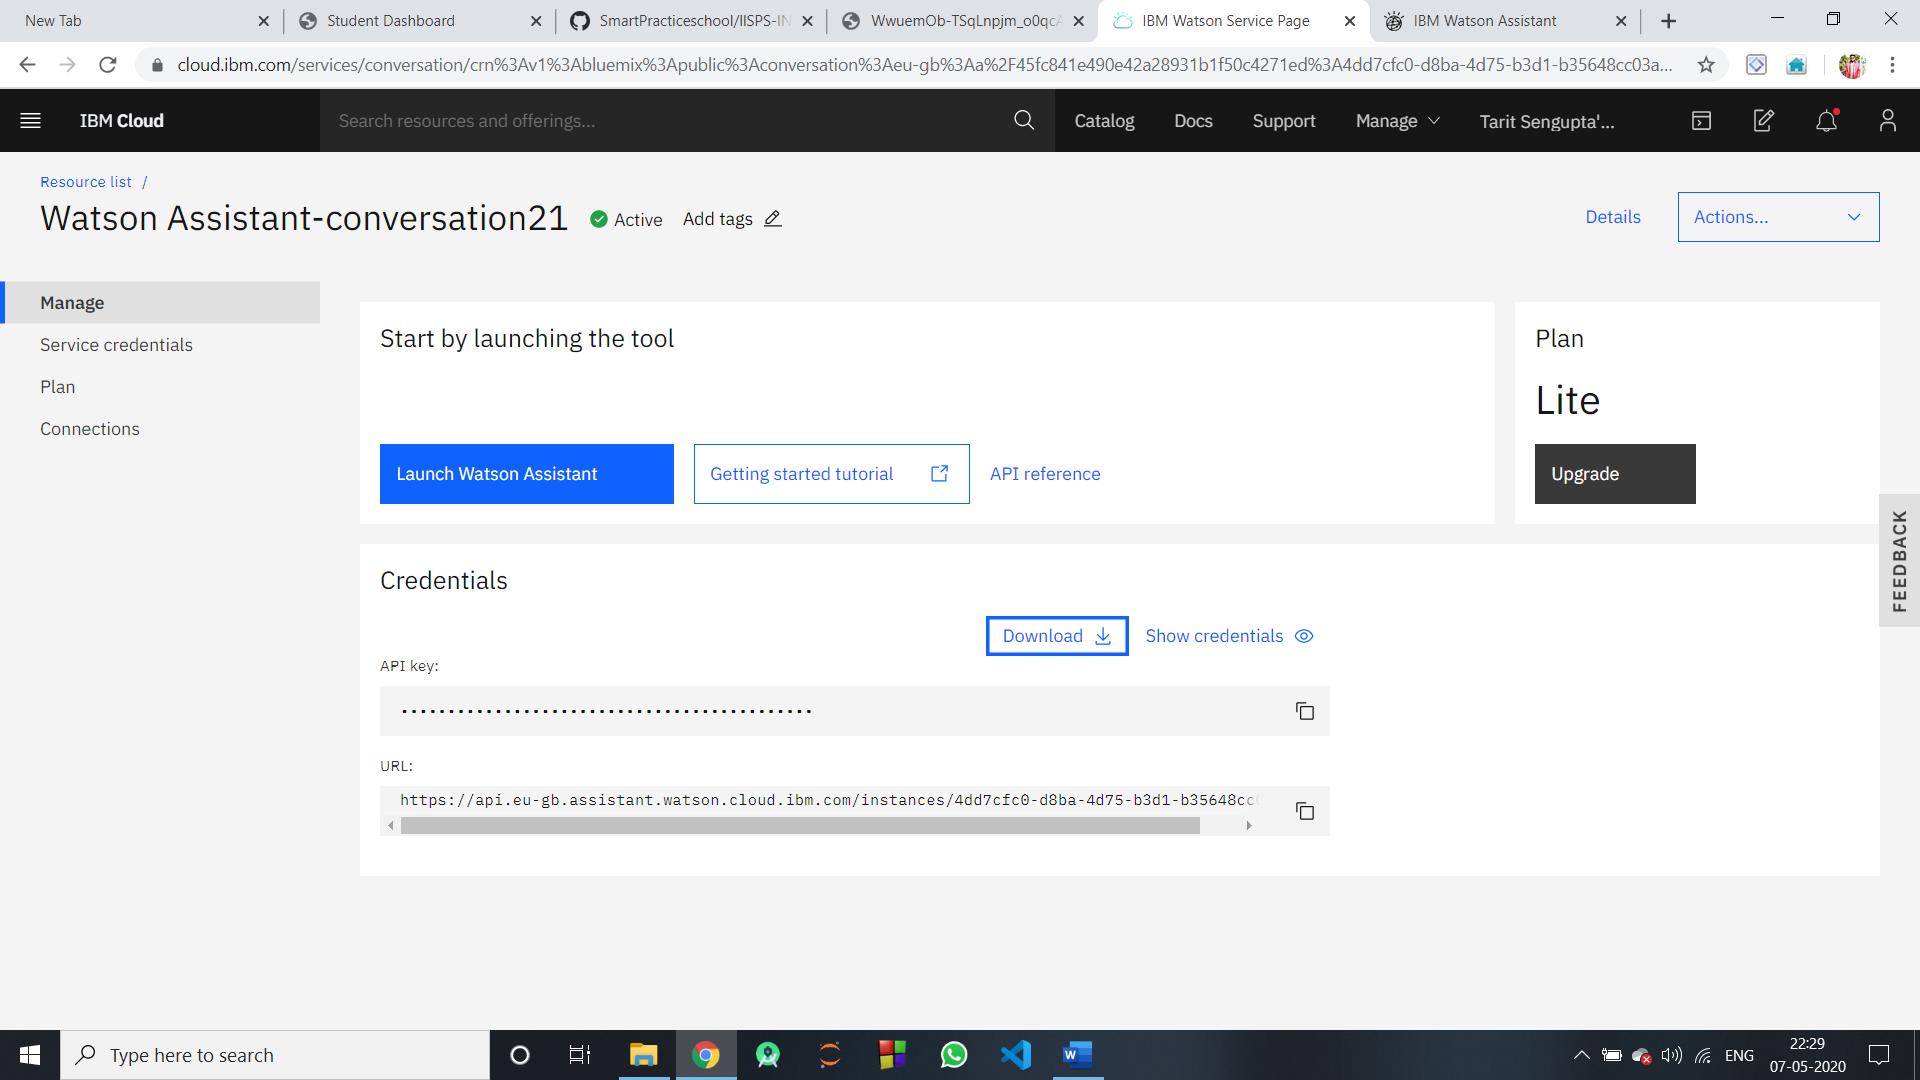 New Tab
Student Dashboard
SmartPracticeschool/IISPS-IN
WwuemOb-TSqLnpjm_o0qcA
IBM Watson Service Page
IBM Watson Assistant
cloud.ibm.com/services/conversation/crn%3Av1%3Abluemix%3Apublic%3Aconversation%3Aeu-gb%3Aa%2F45fc841e490e42a28931b1f50c4271ed%3A4dd7cfc0-d8ba-4d75-b3d1-b35648cc03a...
IBM Cloud
Search resources and offerings...
Catalog
Docs
Support
Manage
Tarit Sengupta'...
Resource list /
Watson Assistant-conversation21
Active
Add tags
Details
Actions...
Manage
Service credentials
Plan
Connections
Start by launching the tool
Launch Watson Assistant
Getting started tutorial
API reference
Plan
Lite
Upgrade
FEEDBACK
Credentials
Download
Show credentials
API key:
URL:
https://api.eu-gb.assistant.watson.cloud.ibm.com/instances/4dd7cfc0-d8ba-4d75-b3d1-b35648cc
Type here to search
ENG
22:29
07-05-2020